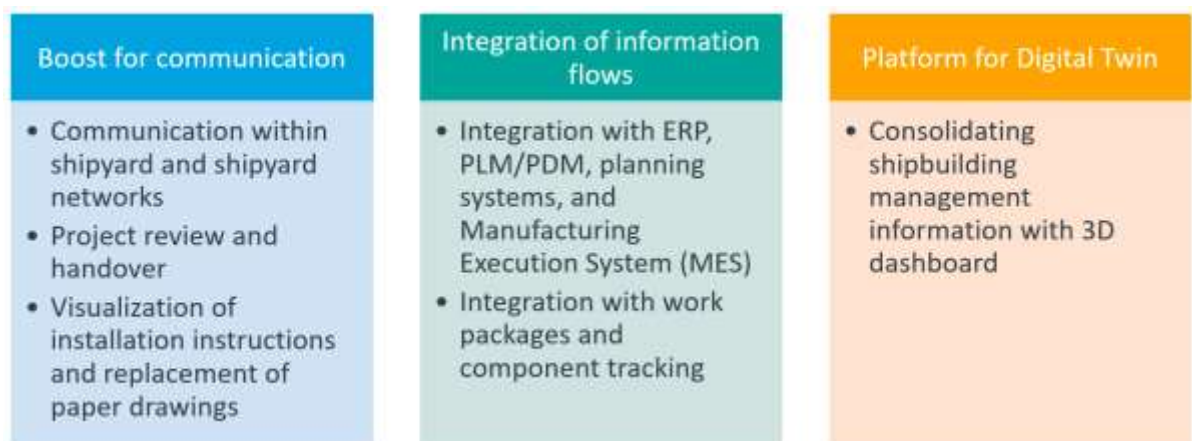 Boost for communication
• Communication within
shipyard and shipyard
networks
• Project review and
handover
• Visualization of
installation instructions
and replacement of
paper drawings
Integration of information
flows
• Integration with ERP,
PLM/PDM, planning
systems, and
Manufacturing
Execution System (MES)
• Integration with work
packages and
component tracking
Platform for Digital Twin
• Consolidating
shipbuilding
management
information with 3D
dashboard